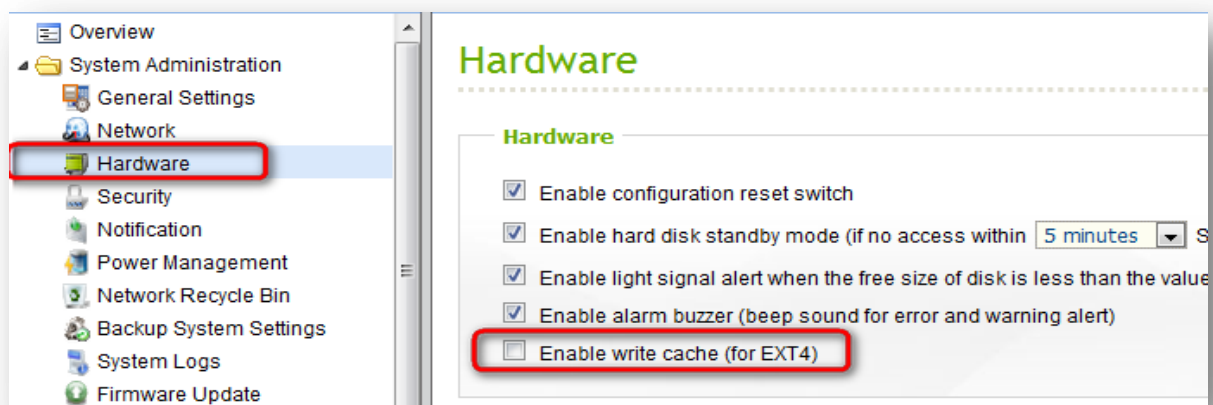 Overview
System Administration
General Settings
Network
Hardware
Security
Notification
Power Management
Network Recycle Bin
Backup System Settings
System Logs
Firmware Update
Hardware
Hardware
Enable configuration reset switch
Enable hard disk standby mode (if no access within 5 minutes S
Enable light signal alert when the free size of disk is less than the value
Enable alarm buzzer (beep sound for error and warning alert)
Enable write cache (for EXT4)